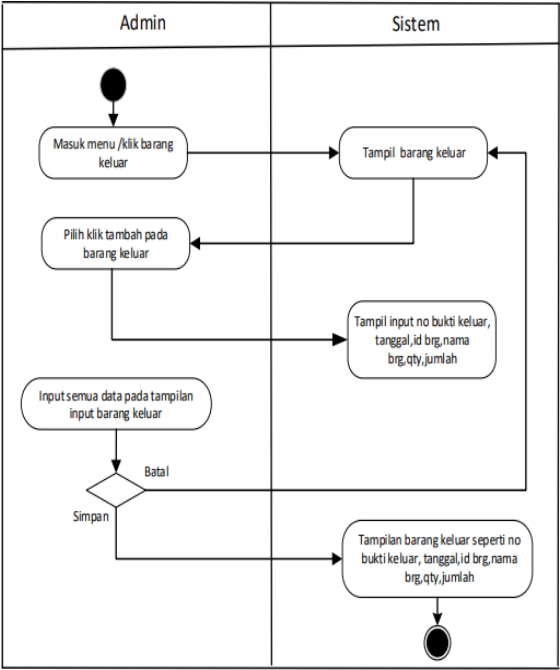 Admin
Sistem
Masuk menu /klik barang
keluar
Tampil barang keluar
Pilih klik tambah pada
barang keluar
Tampil input no bukti keluar,
tanggal,id brg,nama
brg,qty,jumlah
Input semua data pada tampilan
input barang keluar
Batal
Simpan
Tampilan barang keluar seperti no
bukti keluar, tanggal,id brg,nama
brg,qty,jumlah